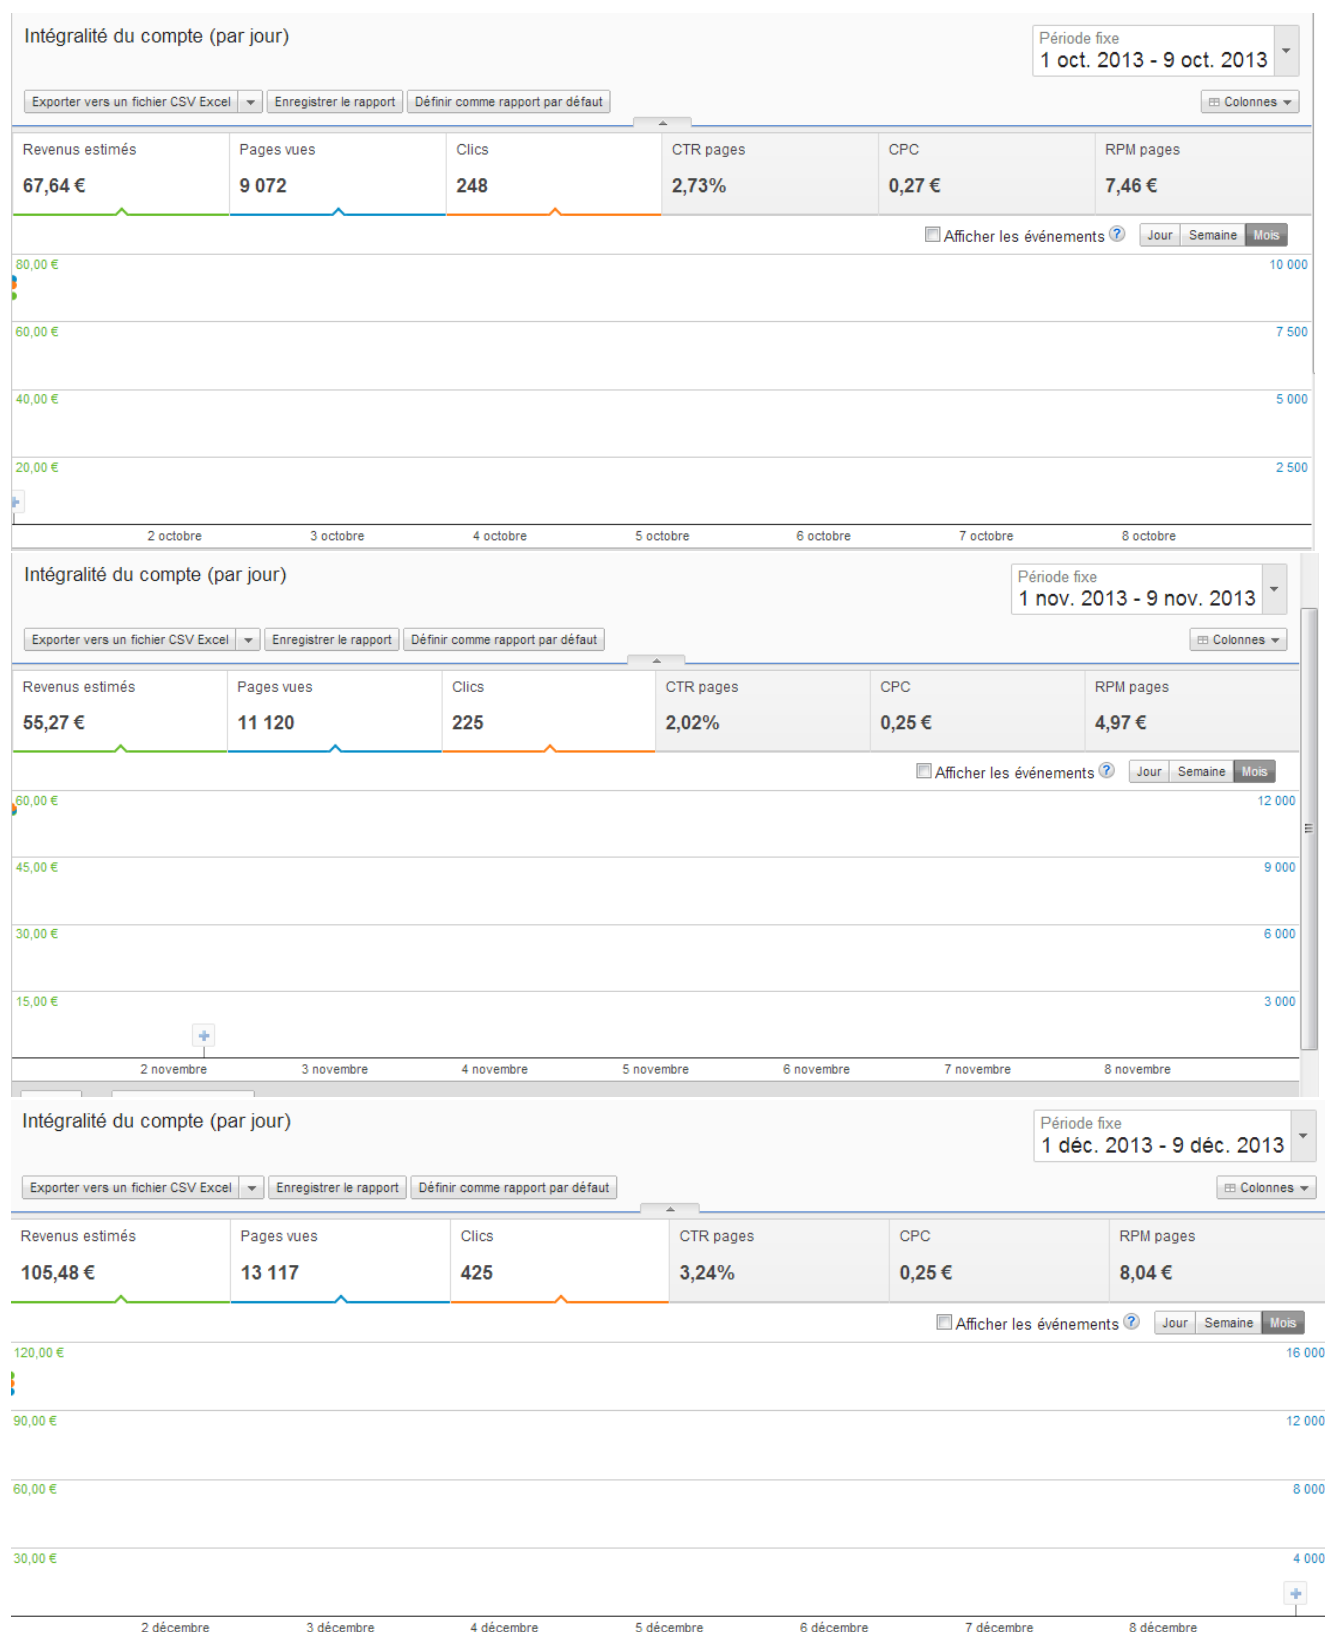 Intégralité du compte (par jour)
Période fixe
1 oct. 2013 - 9 oct. 2013
Exporter vers un fichier CSV Excel Enregistrer le rapport Définir comme rapport par défaut Colonnes
Revenus estimés Pages vues Clics CTR pages CPC RPM pages
67,64 € 9 072 248 2,73% 0,27 € 7,46 €
Afficher les événements ? Jour Semaine Mois
80,00 € 10 000
60,00 € 7 500
40,00 € 5 000
20,00 € 2 500
2 octobre 3 octobre 4 octobre 5 octobre 6 octobre 7 octobre 8 octobre
Intégralité du compte (par jour)
Période fixe
1 nov. 2013 - 9 nov. 2013
Exporter vers un fichier CSV Excel Enregistrer le rapport Définir comme rapport par défaut Colonnes
Revenus estimés Pages vues Clics CTR pages CPC RPM pages
55,27 € 11 120 225 2,02% 0,25 € 4,97 €
Afficher les événements ? Jour Semaine Mois
60,00 € 12 000
45,00 € 9 000
30,00 € 6 000
15,00 € 3 000
2 novembre 3 novembre 4 novembre 5 novembre 6 novembre 7 novembre 8 novembre
Intégralité du compte (par jour)
Période fixe
1 déc. 2013 - 9 déc. 2013
Exporter vers un fichier CSV Excel Enregistrer le rapport Définir comme rapport par défaut Colonnes
Revenus estimés Pages vues Clics CTR pages CPC RPM pages
105,48 € 13 117 425 3,24% 0,25 € 8,04 €
Afficher les événements ? Jour Semaine Mois
120,00 € 16 000
90,00 € 12 000
60,00 € 8 000
30,00 € 4 000
2 décembre 3 décembre 4 décembre 5 décembre 6 décembre 7 décembre 8 décembre